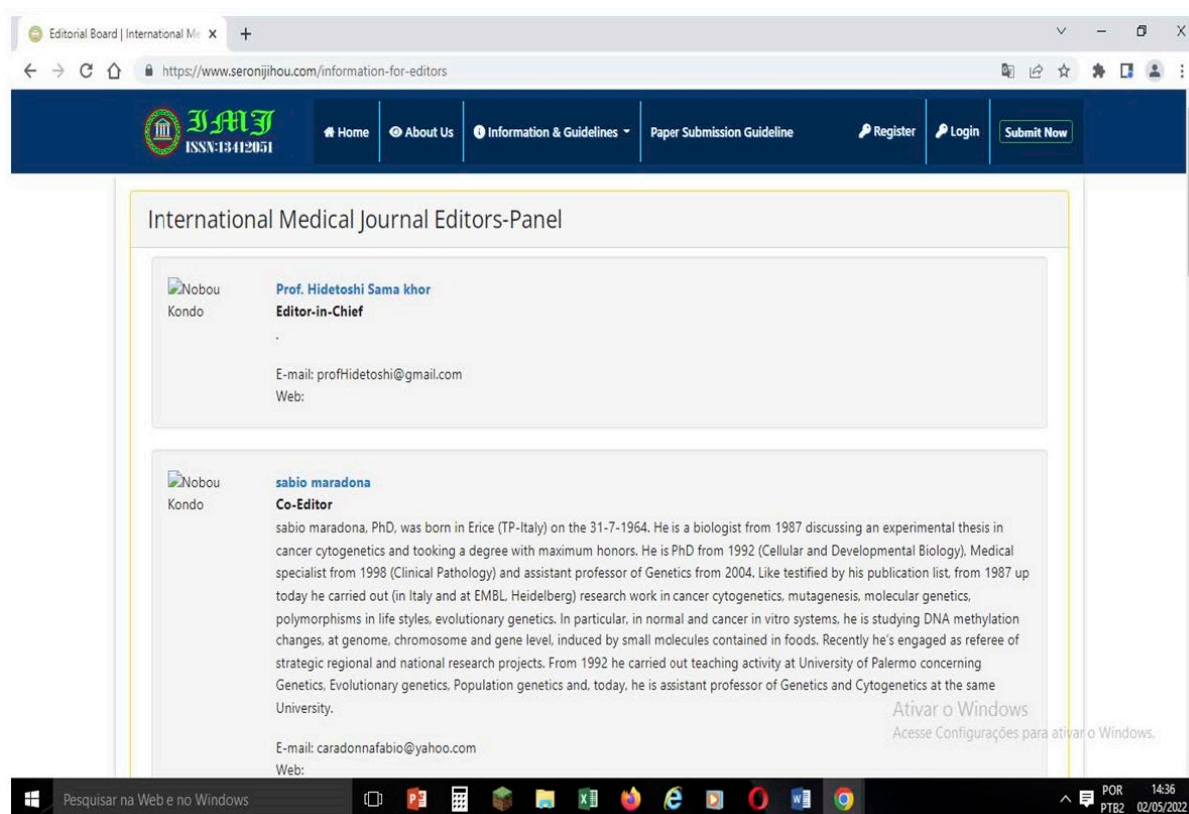 Editorial Board | International Me
https://www.seronijihou.com/information-for-editors
IMJ
ISSN:13412051
Home
About Us
Information & Guidelines
Paper Submission Guideline
Register
Login
Submit Now
International Medical Journal Editors-Panel
Nobou
Kondo
Prof. Hidetoshi Sama khor
Editor-in-Chief
.
E-mail: profHidetoshi@gmail.com
Web:
Nobou
Kondo
sabio maradona
Co-Editor
sabio maradona, PhD, was born in Erice (TP-Italy) on the 31-7-1964. He is a biologist from 1987 discussing an experimental thesis in
cancer cytogenetics and tooking a degree with maximum honors. He is PhD from 1992 (Cellular and Developmental Biology), Medical
specialist from 1998 (Clinical Pathology) and assistant professor of Genetics from 2004. Like testified by his publication list, from 1987 up
today he carried out (in Italy and at EMBL, Heidelberg) research work in cancer cytogenetics, mutagenesis, molecular genetics,
polymorphisms in life styles, evolutionary genetics. In particular, in normal and cancer in vitro systems, he is studying DNA methylation
changes, at genome, chromosome and gene level, induced by small molecules contained in foods. Recently he's engaged as referee of
strategic regional and national research projects. From 1992 he carried out teaching activity at University of Palermo concerning
Genetics, Evolutionary genetics, Population genetics and, today, he is assistant professor of Genetics and Cytogenetics at the same
University.
E-mail: caradonnafabio@yahoo.com
Web:
Ativar o Windows
Acesse Configurações para ativar o Windows.
Pesquisar na Web e no Windows
POR
PTB2
14:36
02/05/2022